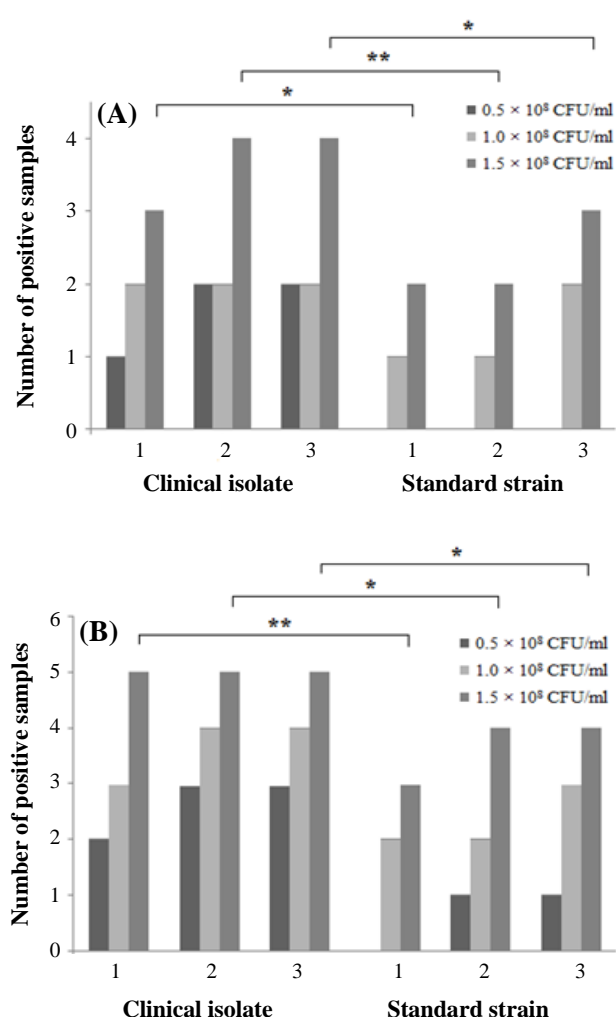 *
**
*
(A)
0.5 × 10⁸ CFU/ml
1.0 × 10⁸ CFU/ml
1.5 × 10⁸ CFU/ml
Number of positive samples
4
3
2
1
0
1 2 3 1 2 3
Clinical isolate Standard strain
*
*
**
(B)
0.5 × 10⁸ CFU/ml
1.0 × 10⁸ CFU/ml
1.5 × 10⁸ CFU/ml
Number of positive samples
6
5
4
3
2
1
0
1 2 3 1 2 3
Clinical isolate Standard strain